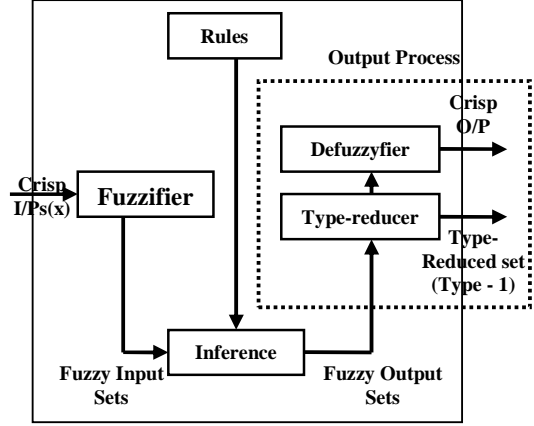 Rules
Output Process
Crisp
O/P
Defuzzyfier
Crisp
I/Ps(x)
Fuzzifier
Type-reducer
Type-
Reduced set
(Type - 1)
Inference
Fuzzy Input
Sets
Fuzzy Output
Sets